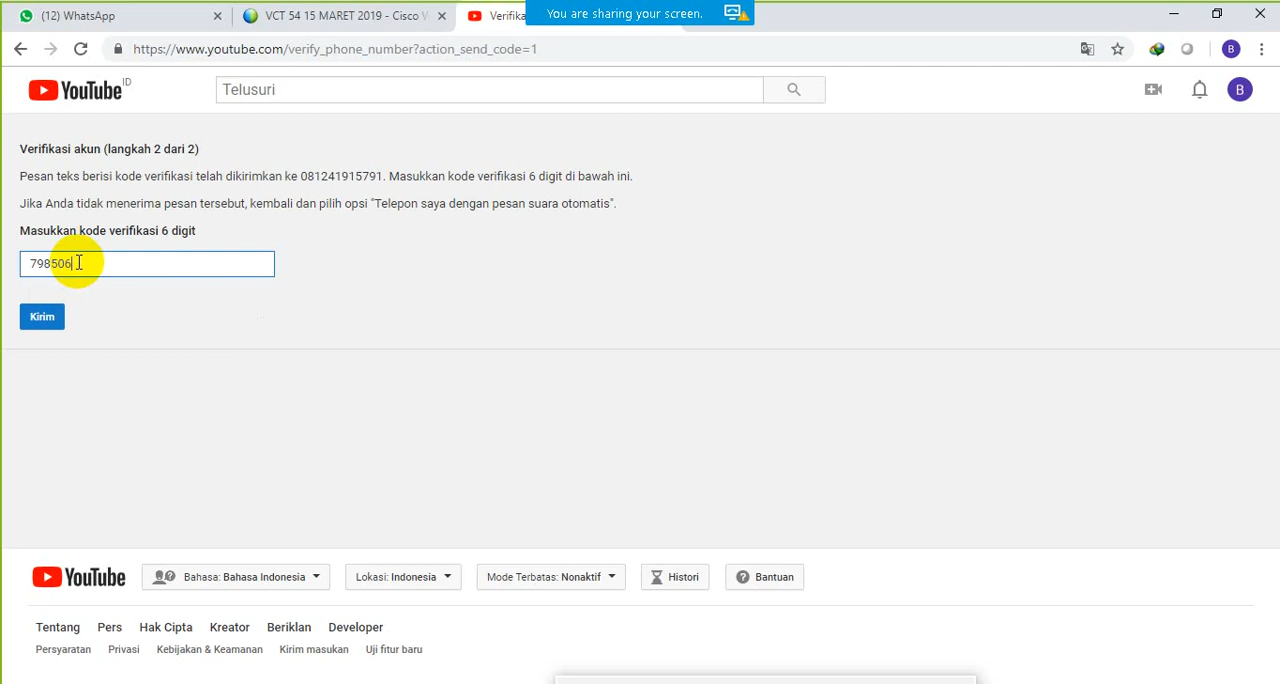 (12) WhatsApp
VCT 54 15 MARET 2019 - Cisco W
Verifika
You are sharing your screen.
https://www.youtube.com/verify_phone_number?action_send_code=1
B
YouTube ID
Telusuri
B
Verifikasi akun (langkah 2 dari 2)
Pesan teks berisi kode verifikasi telah dikirimkan ke 081241915791. Masukkan kode verifikasi 6 digit di bawah ini.
Jika Anda tidak menerima pesan tersebut, kembali dan pilih opsi "Telepon saya dengan pesan suara otomatis".
Masukkan kode verifikasi 6 digit
798506
Kirim
YouTube
Bahasa: Bahasa Indonesia
Lokasi: Indonesia
Mode Terbatas: Nonaktif
Histori
Bantuan
Tentang Pers Hak Cipta Kreator Beriklan Developer
Persyaratan Privasi Kebijakan & Keamanan Kirim masukan Uji fitur baru